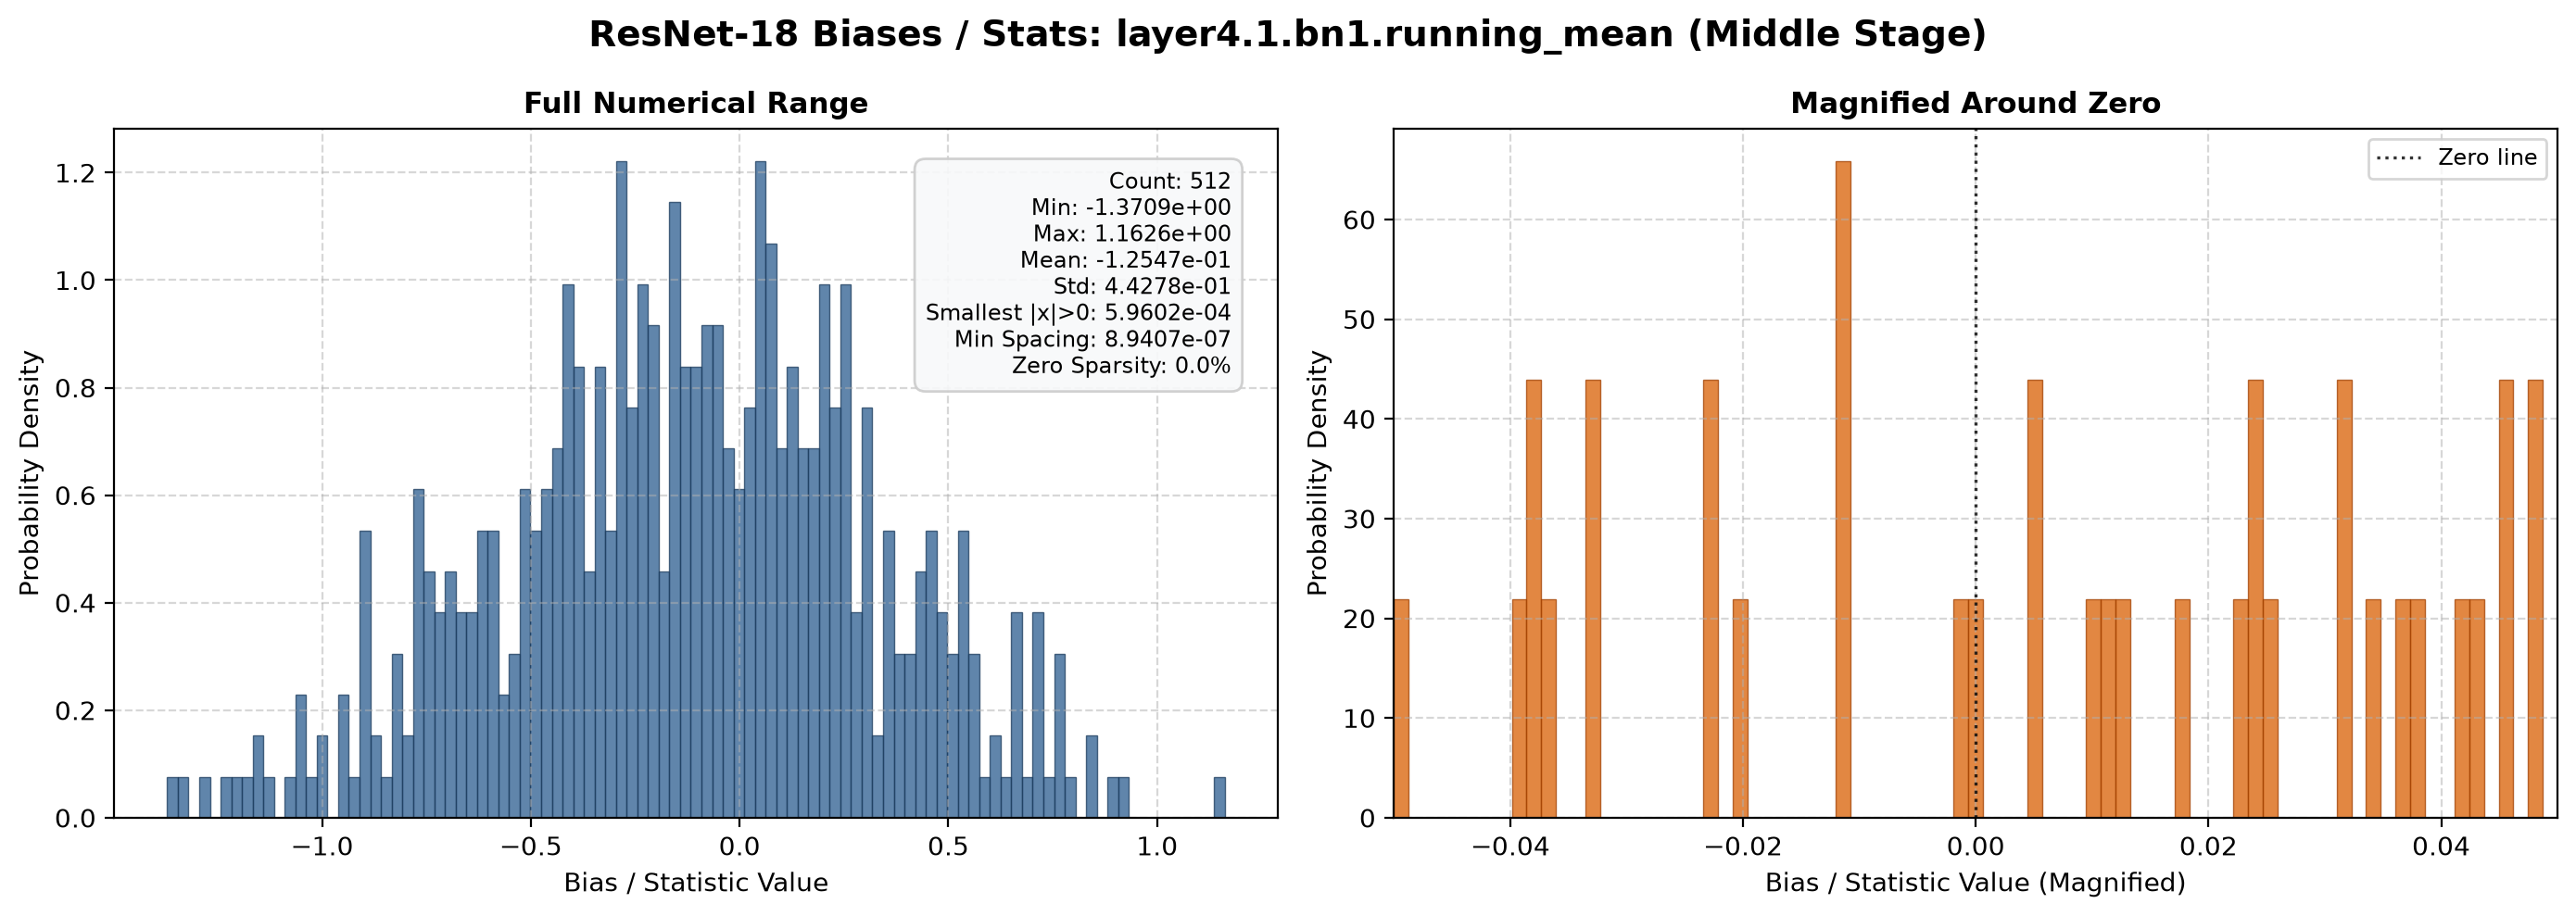 ResNet-18 Biases / Stats: layer4.1.bn1.running_mean (Middle Stage)
Full Numerical Range
Probability Density
1.2
1.0
0.8
0.6
0.4
0.2
0.0
Count: 512
Min: -1.3709e+00
Max: 1.1626e+00
Mean: -1.2547e-01
Std: 4.4278e-01
Smallest |x|>0: 5.9602e-04
Min Spacing: 8.9407e-07
Zero Sparsity: 0.0%
−1.0 −0.5 0.0 0.5 1.0
Bias / Statistic Value
Magnified Around Zero
Probability Density
60
50
40
30
20
10
0
Zero line
−0.04 −0.02 0.00 0.02 0.04
Bias / Statistic Value (Magnified)